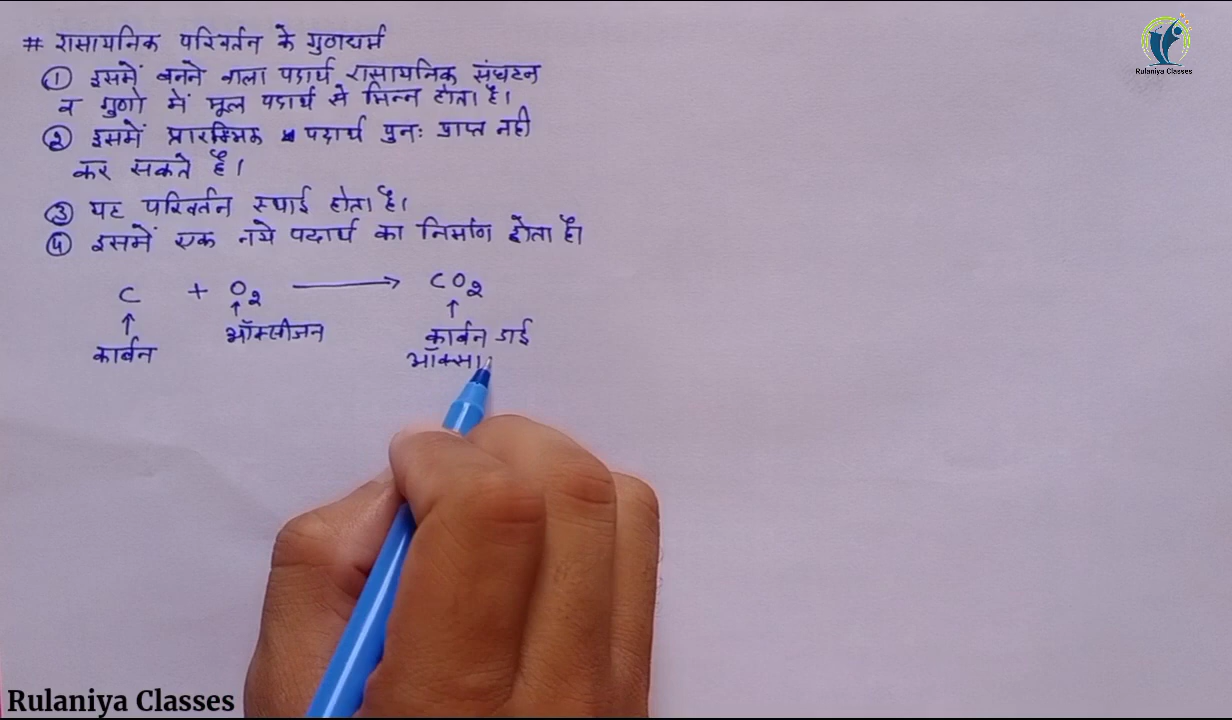 # रासायनिक परिवर्तन के गुणधर्म
① इसमें बनने वाला पदार्थ रासायनिक संघटन
व गुणो में मूल पदार्थ से भिन्न होता है।
② इसमें प्रारम्भिक पदार्थ पुनः प्राप्त नही
कर सकते है।
③ यह परिवर्तन स्थाई होता है।
④ इसमें एक नये पदार्थ का निर्माण होता है।
C + O₂ ⟶ CO₂
↑ ↑ ↑
कार्बन ऑक्सीजन कार्बन डाई
ऑक्सा
Rulaniya Classes
Rulaniya Classes